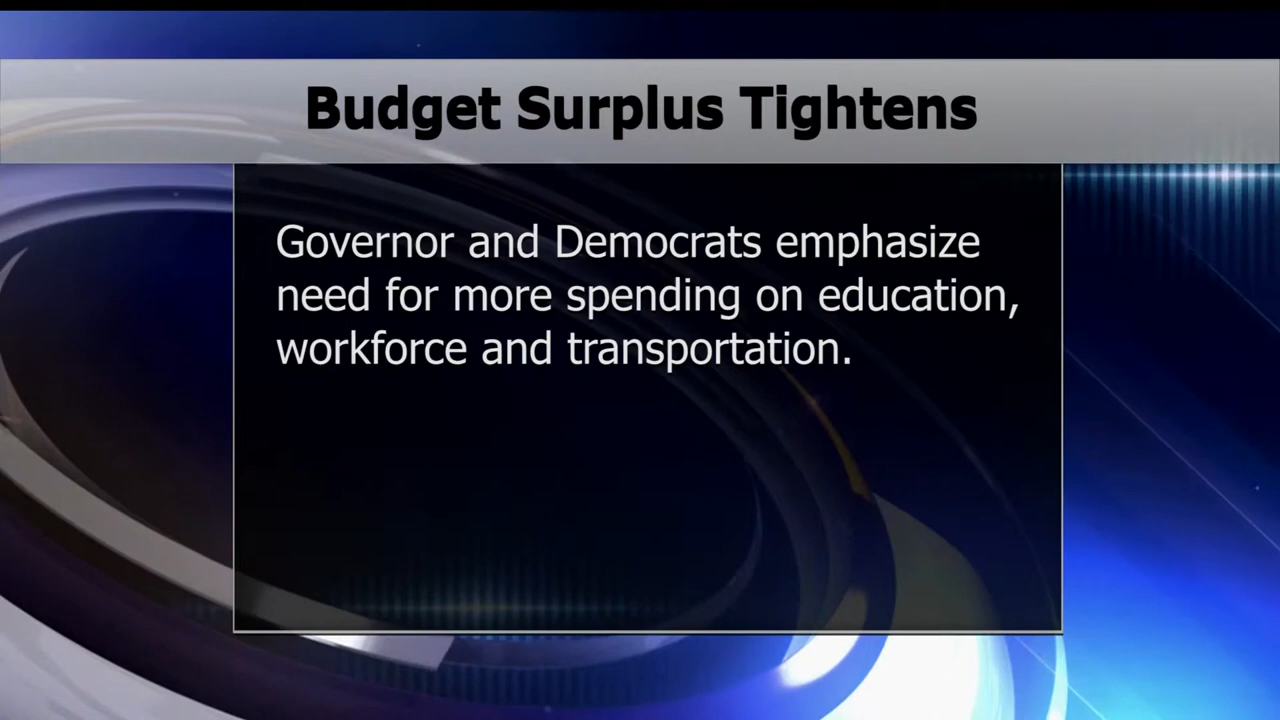 Budget Surplus Tightens
Governor and Democrats emphasize
need for more spending on education,
workforce and transportation.